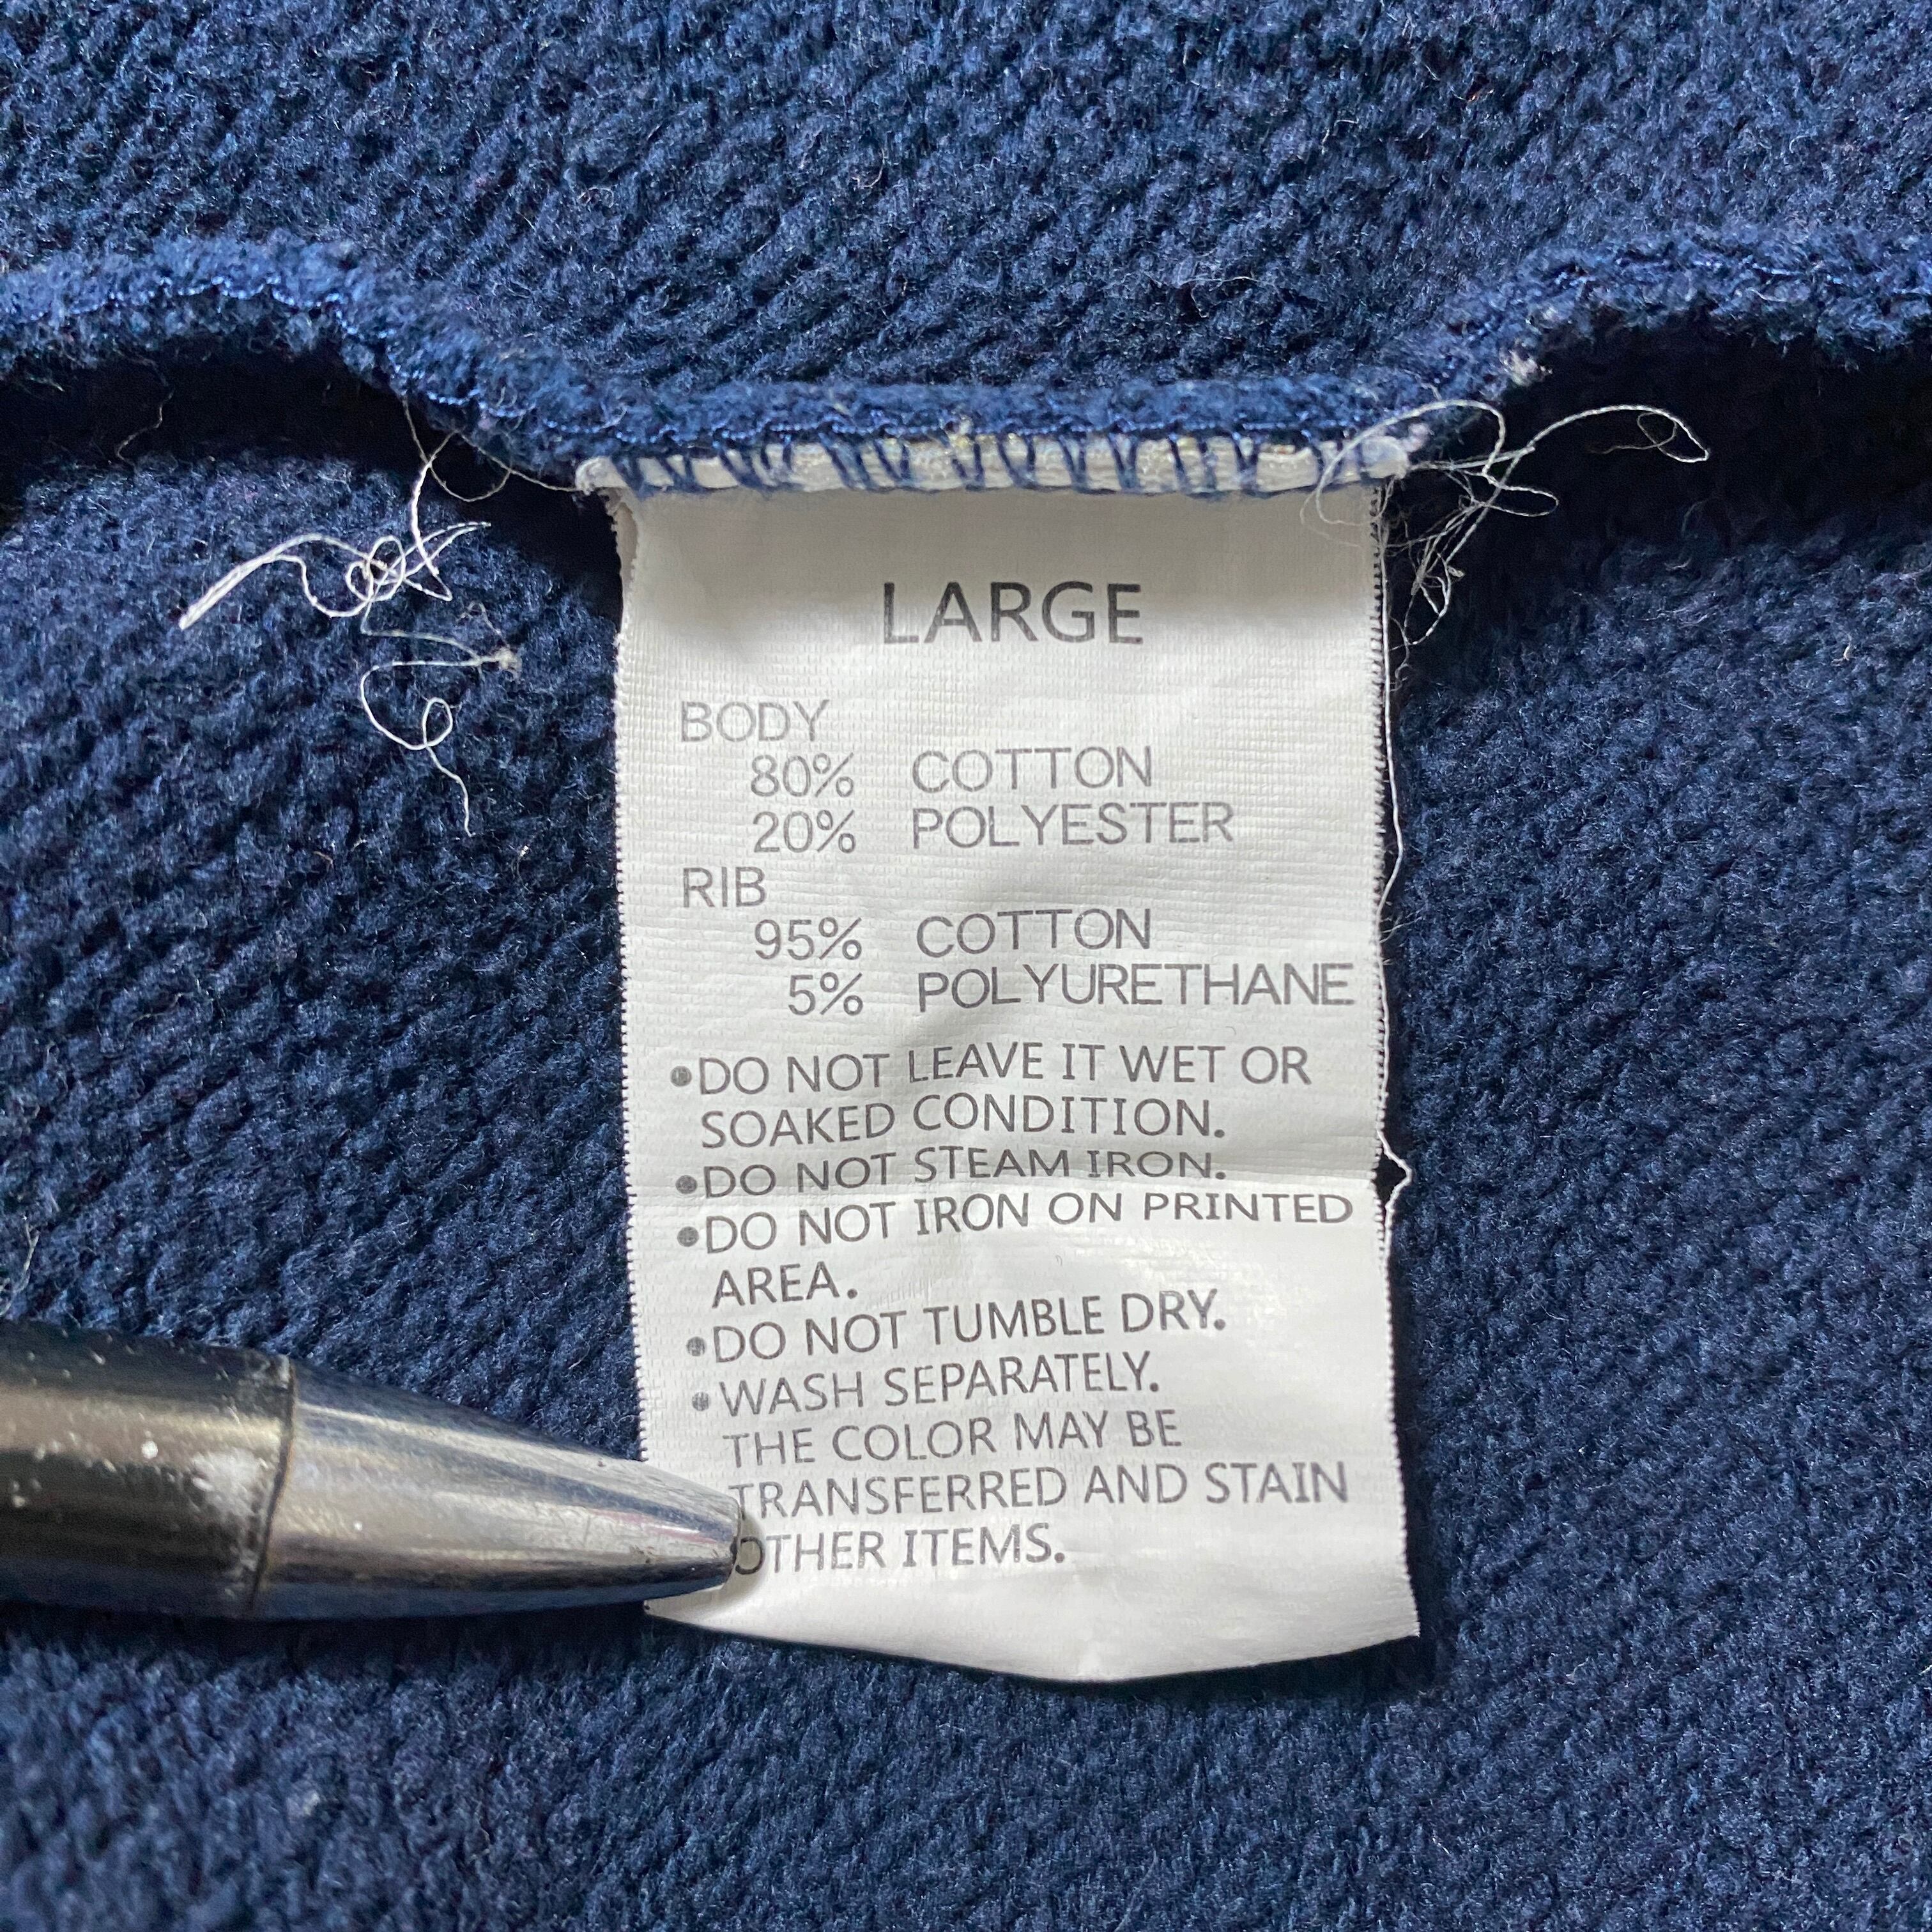 LARGE
BODY
80% COTTON
20% POLYESTER
RIB
95% COTTON
5% POLYURETHANE
•DO NOT LEAVE IT WET OR
SOAKED CONDITION.
•DO NOT STEAM IRON.
•DO NOT IRON ON PRINTED
AREA.
•DO NOT TUMBLE DRY.
•WASH SEPARATELY.
THE COLOR MAY BE
TRANSFERRED AND STAIN
OTHER ITEMS.